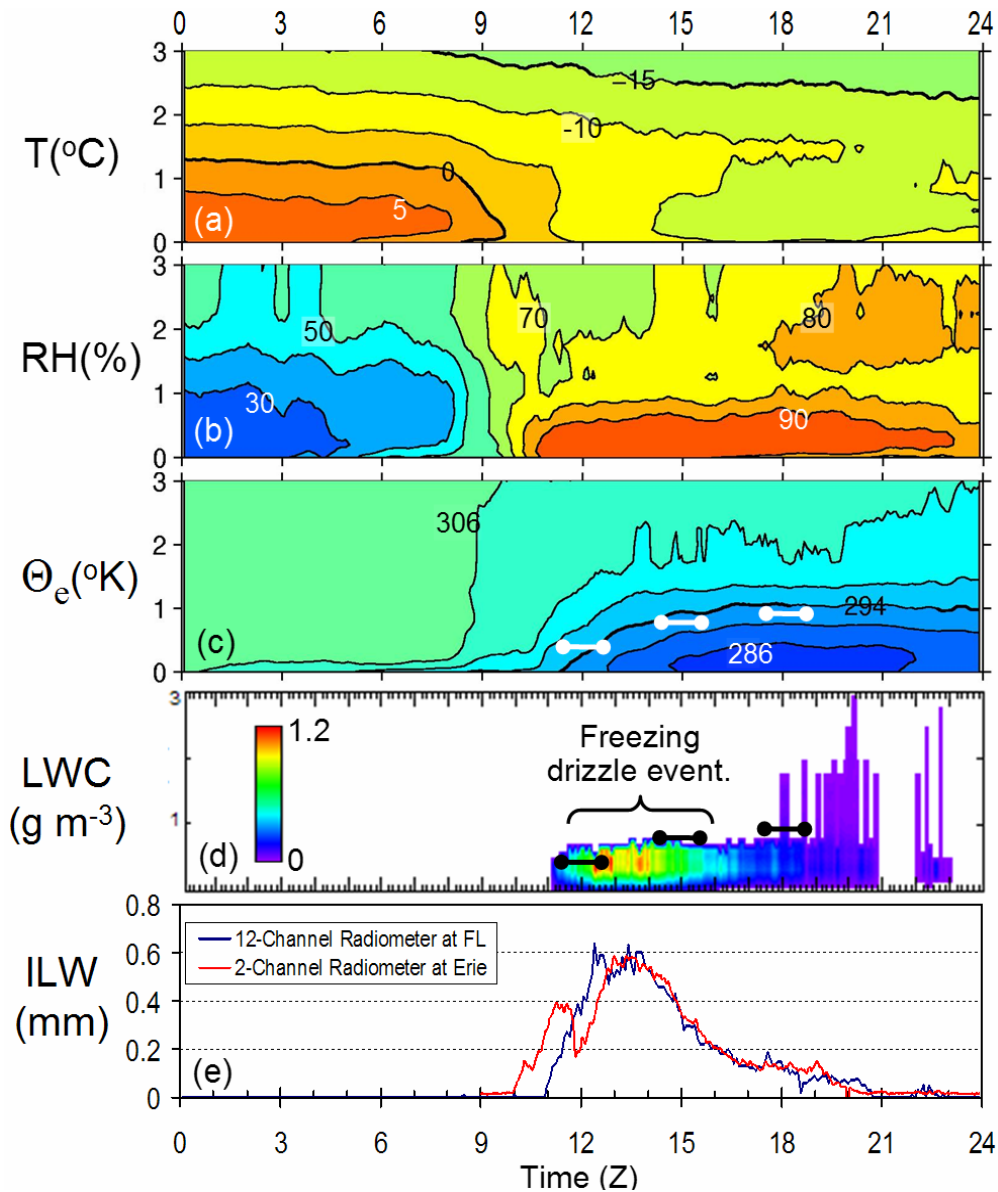 0 3 6 9 12 15 18 21 24
T(°C)
3
2
1
0
−15
-10
0
5
(a)
RH(%)
3
2
1
0
50
70
80
30
90
(b)
Θe(°K)
3
2
1
0
306
294
286
(c)
LWC
(g m-3)
3
1
1.2
0
Freezing
drizzle event.
(d)
ILW
(mm)
0.8
0.6
0.4
0.2
0
12-Channel Radiometer at FL
2-Channel Radiometer at Erie
(e)
0 3 6 9 12 15 18 21 24
Time (Z)